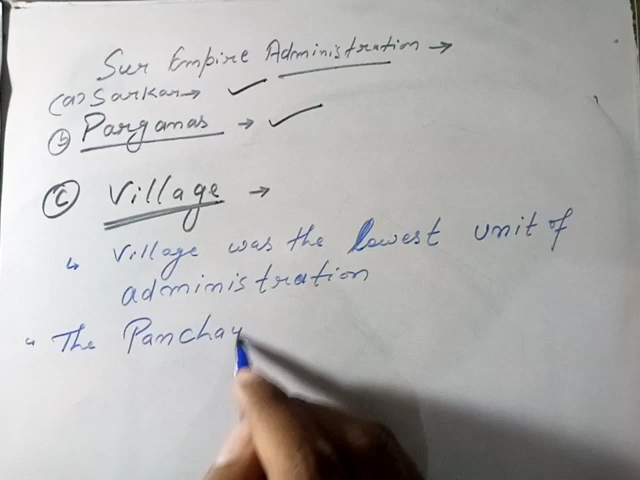 Sur Empire Administration →
(a) Sarkar → ✓
(b) Parganas → ✓
(C) Village →
" Village was the lowest unit of
administration
" The Panchay